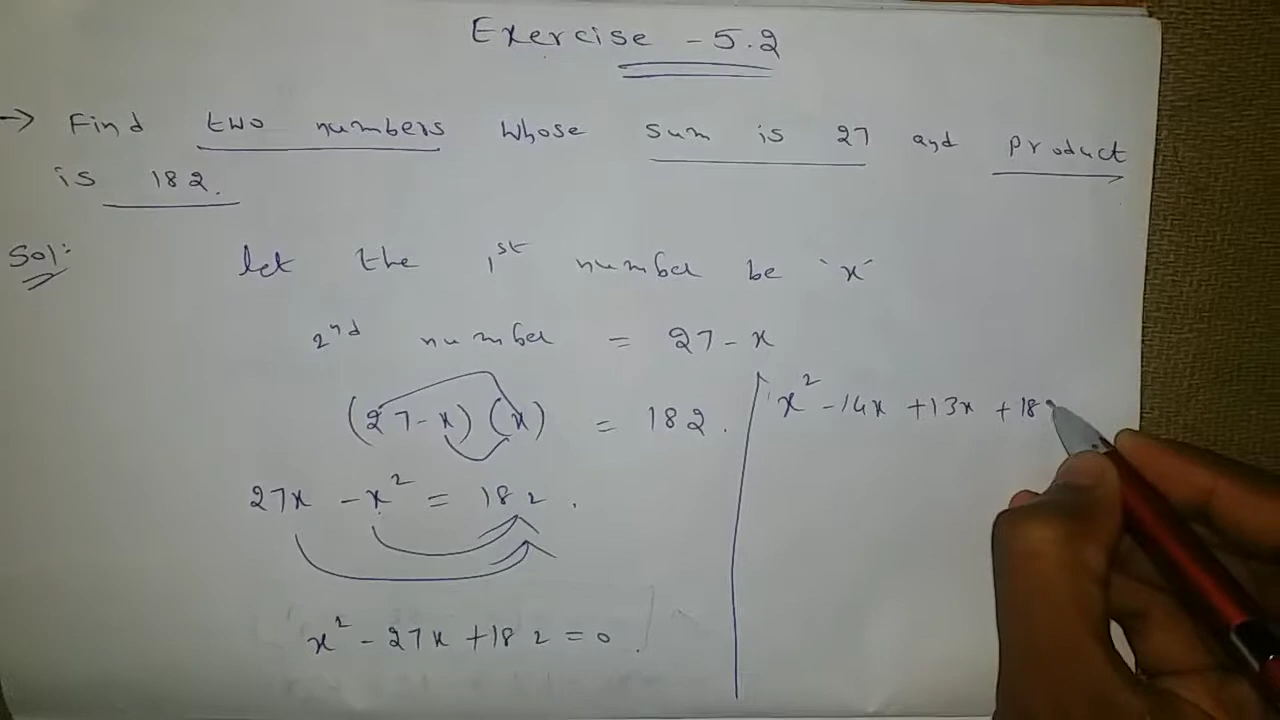 Exercise - 5.2
→ Find two numbers whose sum is 27 and product
is 182.
Sol:
let the 1st number be `x`
2nd number = 27 - x
(27-x) (x) = 182.
27x - x² = 182.
x² - 27x + 182 = 0.
x² - 14x + 13x + 18